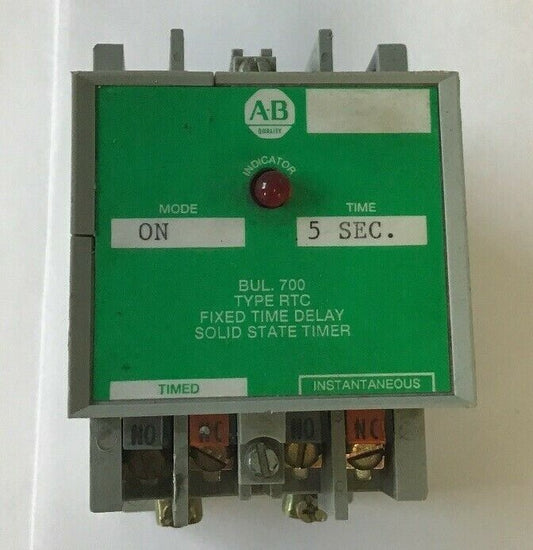 A-B
QUALITY
INDICATOR
MODE TIME
ON 5 SEC.
BUL. 700
TYPE RTC
FIXED TIME DELAY
SOLID STATE TIMER
TIMED INSTANTANEOUS
NO NC NO NC